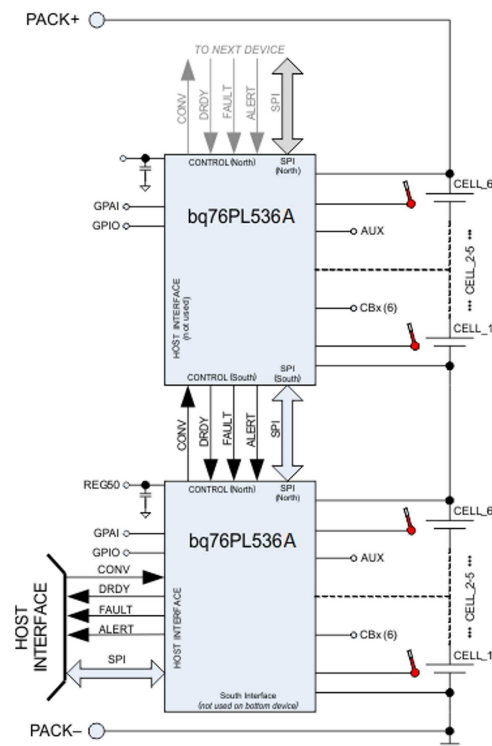 PACK+
TO NEXT DEVICE
CONV
DRDY
FAULT
ALERT
SPI
CONTROL (North)
SPI
(North)
CELL_6
GPAI
bq76PL536A
GPIO
AUX
HOST INTERFACE
(not used)
••• CELL_2-5 •••
CBx (6)
CELL_1
CONTROL (South)
SPI
(South)
CONV
DRDY
FAULT
ALERT
SPI
REG50
CONTROL (North)
SPI
(North)
CELL_6
GPAI
bq76PL536A
GPIO
AUX
CONV
DRDY
FAULT
ALERT
SPI
HOST
INTERFACE
HOST INTERFACE
••• CELL_2-5 •••
CBx (6)
CELL_1
South Interface
(not used on bottom device)
PACK–